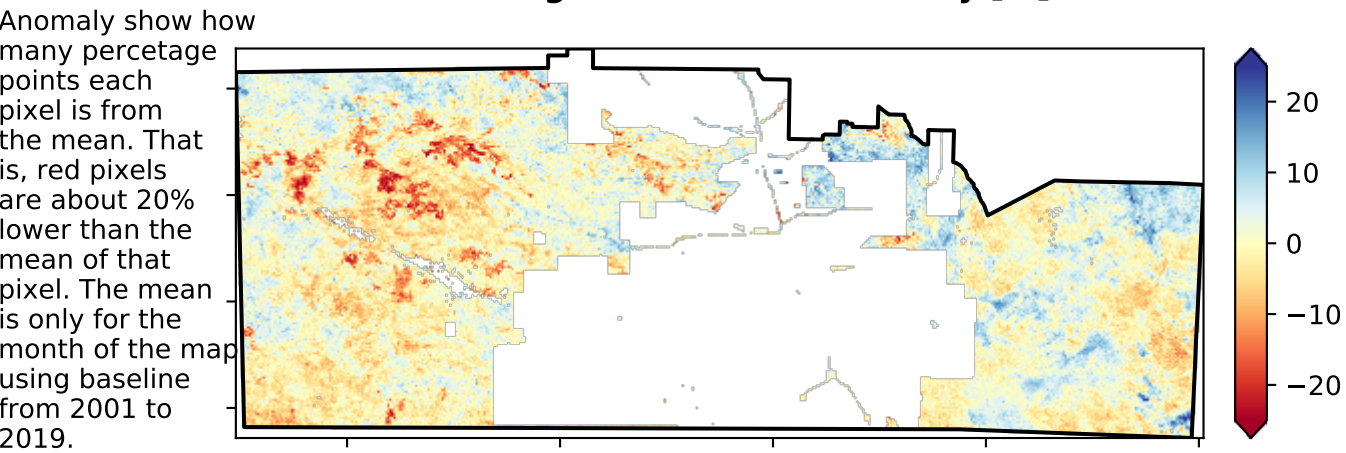 Anomaly show how
many percetage
points each
pixel is from
the mean. That
is, red pixels
are about 20%
lower than the
mean of that
pixel. The mean
is only for the
month of the map
using baseline
from 2001 to
2019.
20
10
0
−10
−20